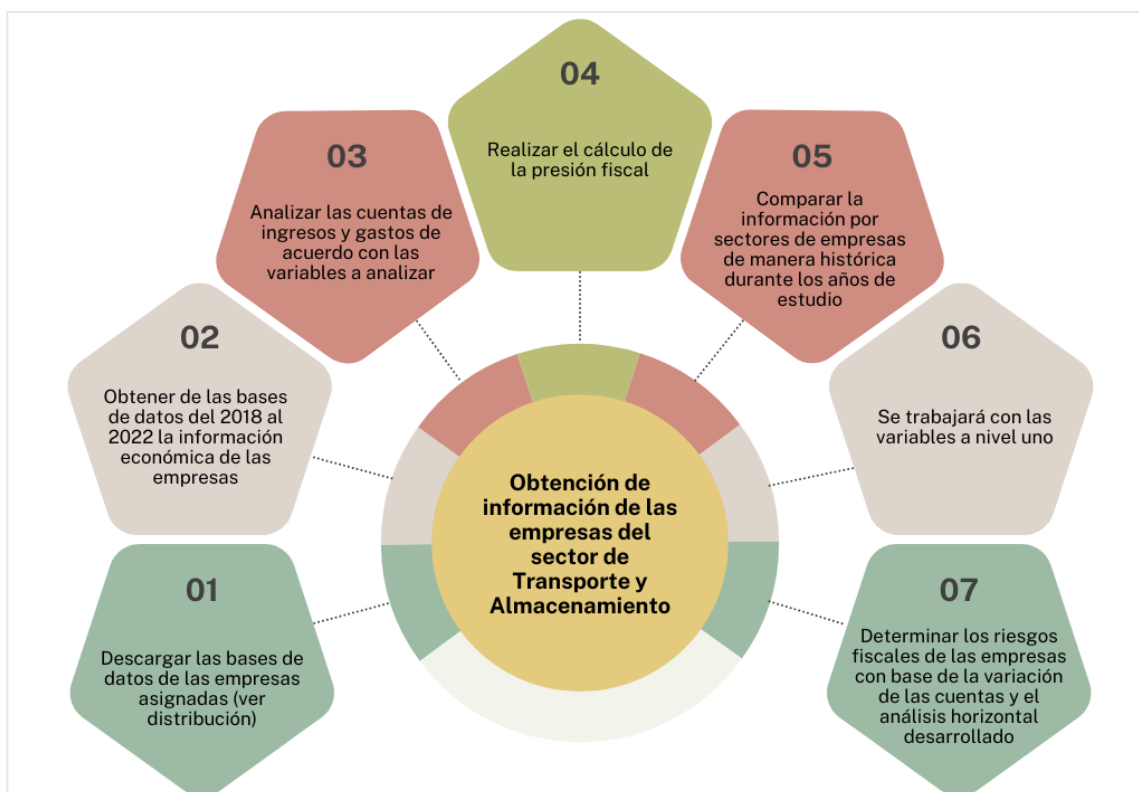 01
Descargar las bases de
datos de las empresas
asignadas (ver
distribución)
02
Obtener de las bases
de datos del 2018 al
2022 la información
económica de las
empresas
03
Analizar las cuentas de
ingresos y gastos de
acuerdo con las
variables a analizar
04
Realizar el cálculo de
la presión fiscal
05
Comparar la
información por
sectores de empresas
de manera histórica
durante los años de
estudio
06
Se trabajará con las
variables a nivel uno
07
Determinar los riesgos
fiscales de las empresas
con base de la variación
de las cuentas y el
análisis horizontal
desarrollado
Obtención de
información de las
empresas del
sector de
Transporte y
Almacenamiento